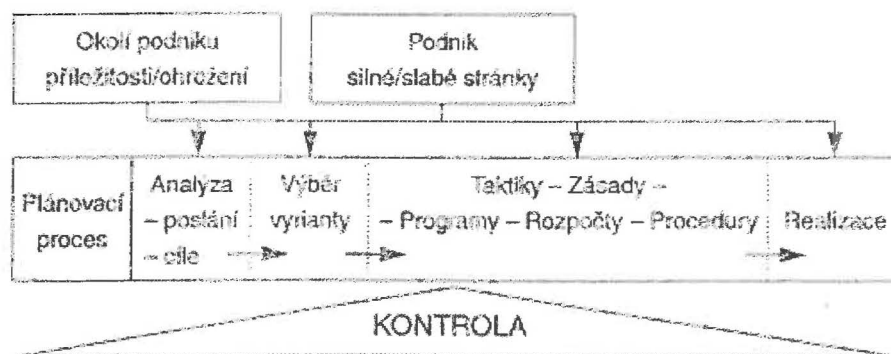 Okolí podniku
příležitosti/ohrožení
Podnik
silné/slabé stránky
Plánovací
proces
Analýza
– poslání
– cíle
Výběr
vyrianty
Taktiky – Zásady –
– Programy – Rozpočty – Procedury
Realizace
KONTROLA